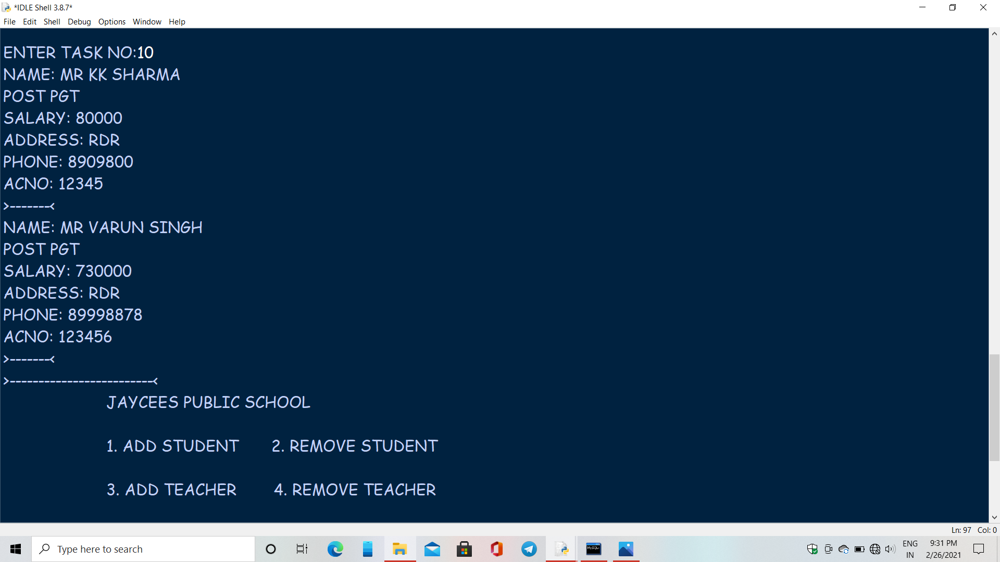 *IDLE Shell 3.8.7*
File Edit Shell Debug Options Window Help
ENTER TASK NO:10
NAME: MR KK SHARMA
POST PGT
SALARY: 80000
ADDRESS: RDR
PHONE: 8909800
ACNO: 12345
>-------<
NAME: MR VARUN SINGH
POST PGT
SALARY: 730000
ADDRESS: RDR
PHONE: 89998878
ACNO: 123456
>-------<
>-------------------------<
JAYCEES PUBLIC SCHOOL
1. ADD STUDENT 2. REMOVE STUDENT
3. ADD TEACHER 4. REMOVE TEACHER
Ln: 97 Col: 0
Type here to search
MySQL
ENG
IN
9:31 PM
2/26/2021